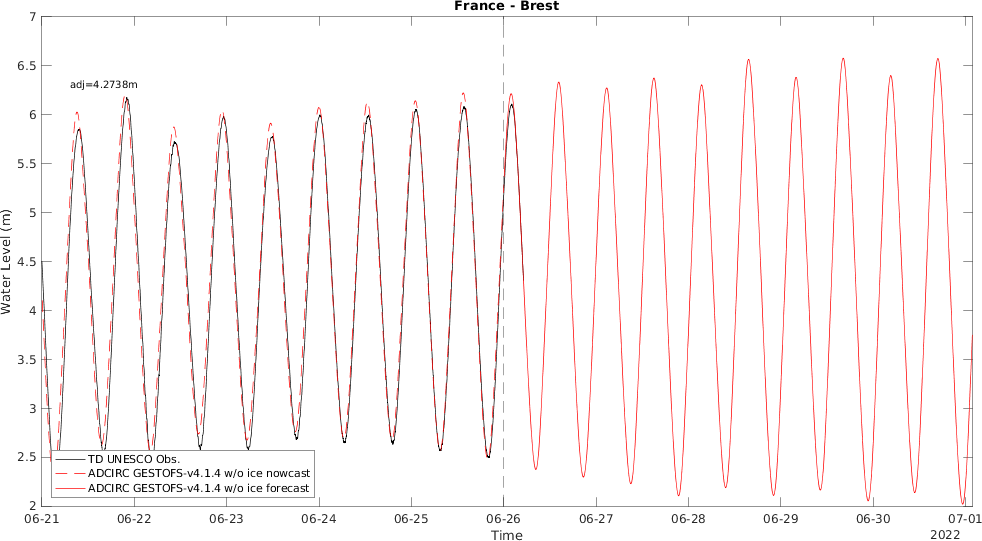 France - Brest
7
6.5
6
5.5
5
4.5
4
3.5
3
2.5
2
Water Level (m)
adj=4.2738m
TD UNESCO Obs.
ADCIRC GESTOFS-v4.1.4 w/o ice nowcast
ADCIRC GESTOFS-v4.1.4 w/o ice forecast
06-21 06-22 06-23 06-24 06-25 06-26 06-27 06-28 06-29 06-30 07-01
Time
2022